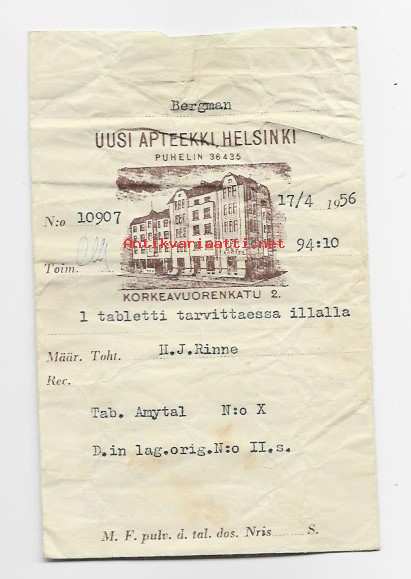 Bergman
UUSI APTEEKKI, HELSINKI
PUHELIN 36435
17/4 1956
N:o 10907
Antikvariaatti.net
94:10
Toim.
KORKEAVUORENKATU 2.
1 tabletti tarvittaessa illalla
Määr. Toht. H.J.Rinne
Rec.
Tab. Amytal N:o X
D.in lag.orig.N:o II.s.
M. F. pulv. d. tal. dos. Nris S.